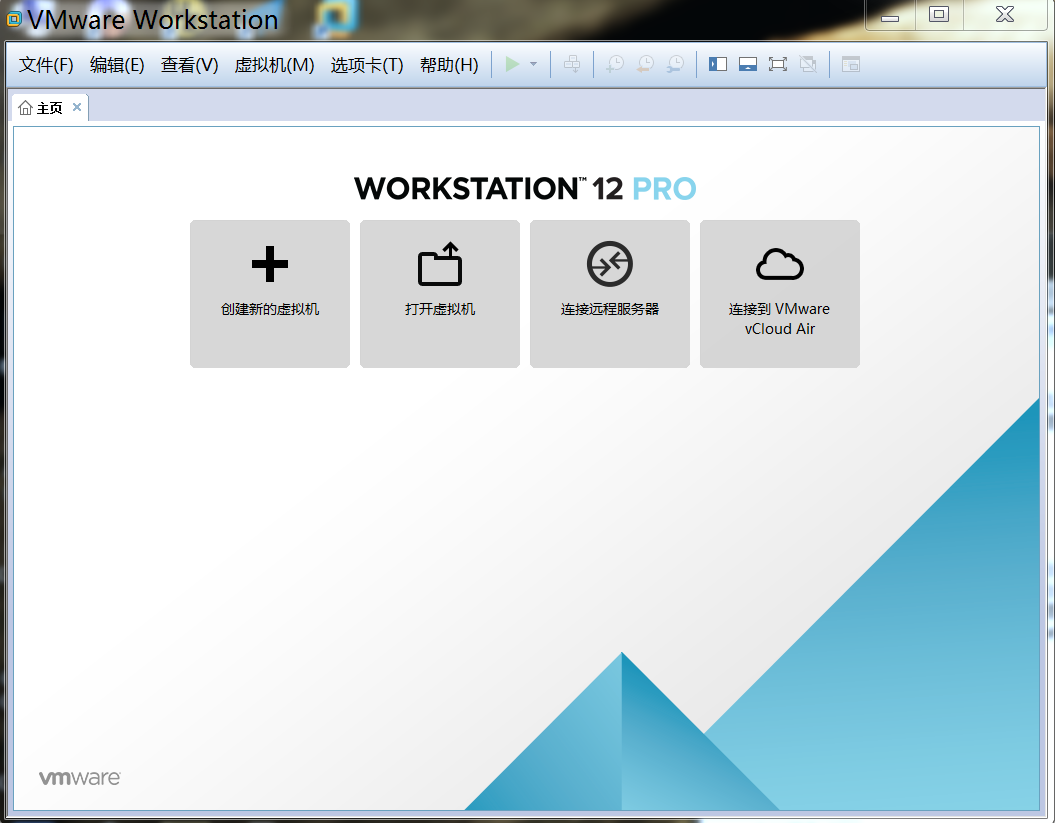 VMware Workstation
文件(F) 编辑(E) 查看(V) 虚拟机(M) 选项卡(T) 帮助(H)
主页
WORKSTATION™ 12 PRO
创建新的虚拟机
打开虚拟机
连接远程服务器
连接到 VMware
vCloud Air
vmware